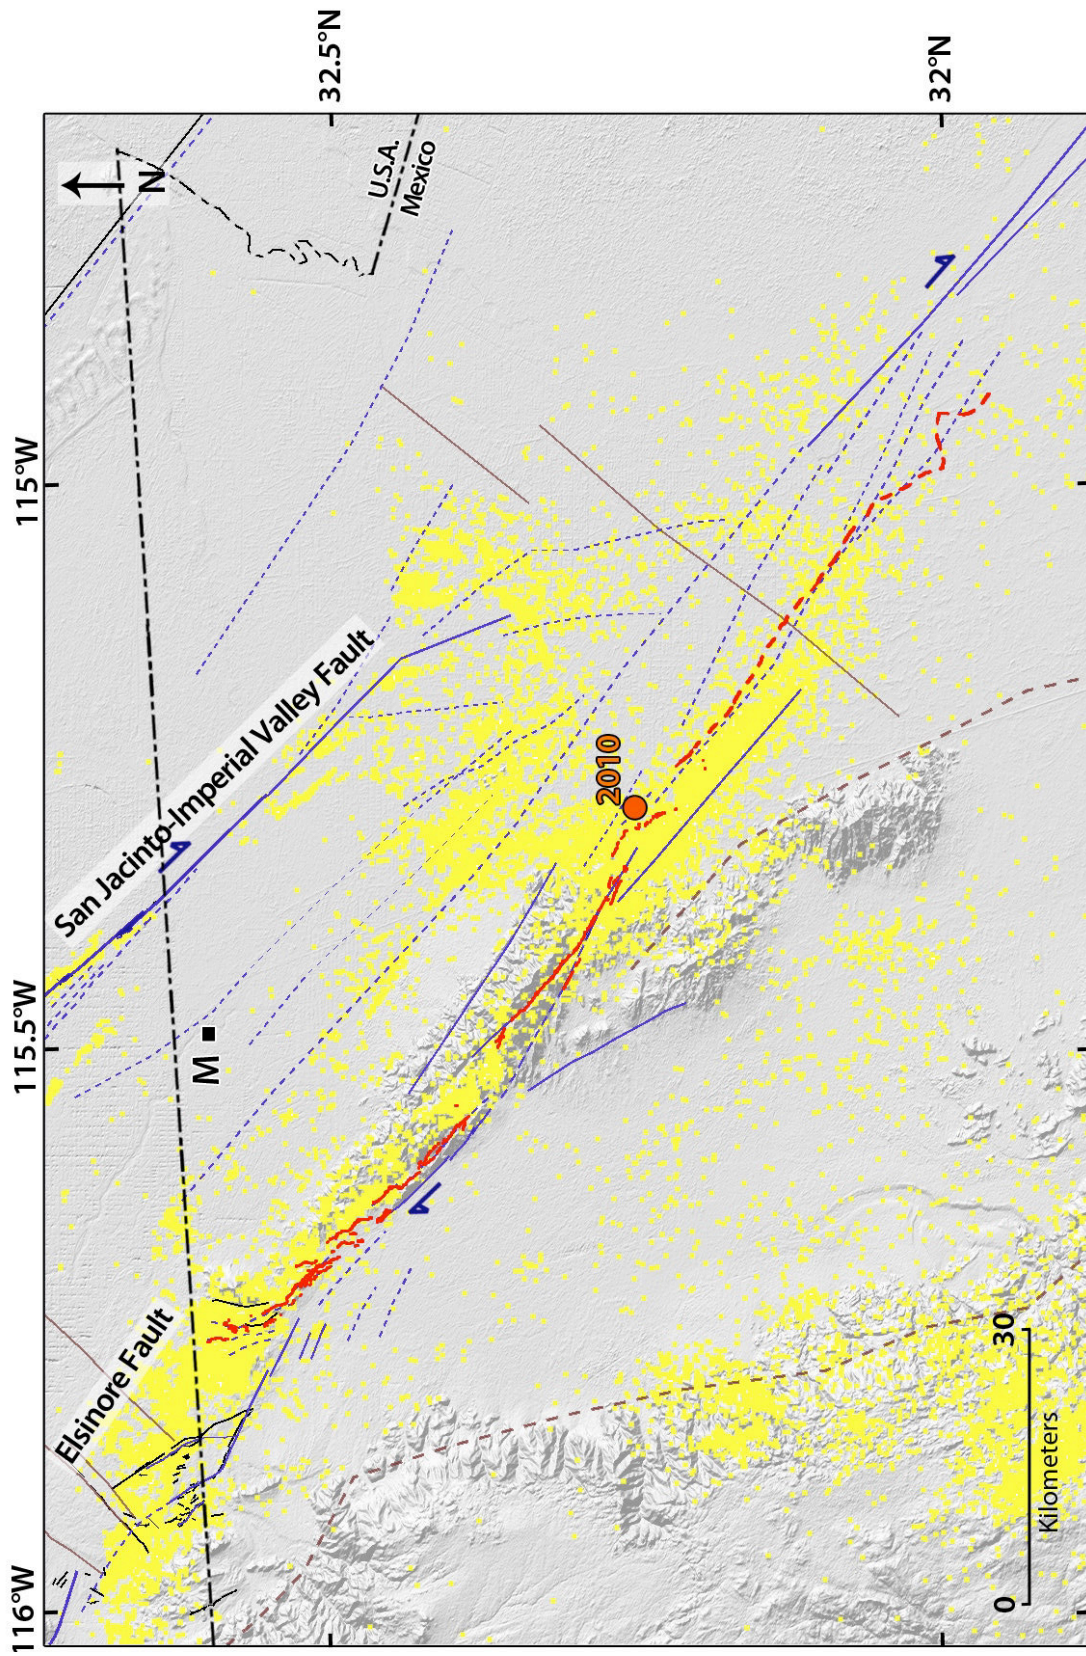 116°W
115.5°W
115°W
32.5°N
32°N
N
U.S.A.
Mexico
San Jacinto-Imperial Valley Fault
Elsinore Fault
M
2010
0
30
Kilometers